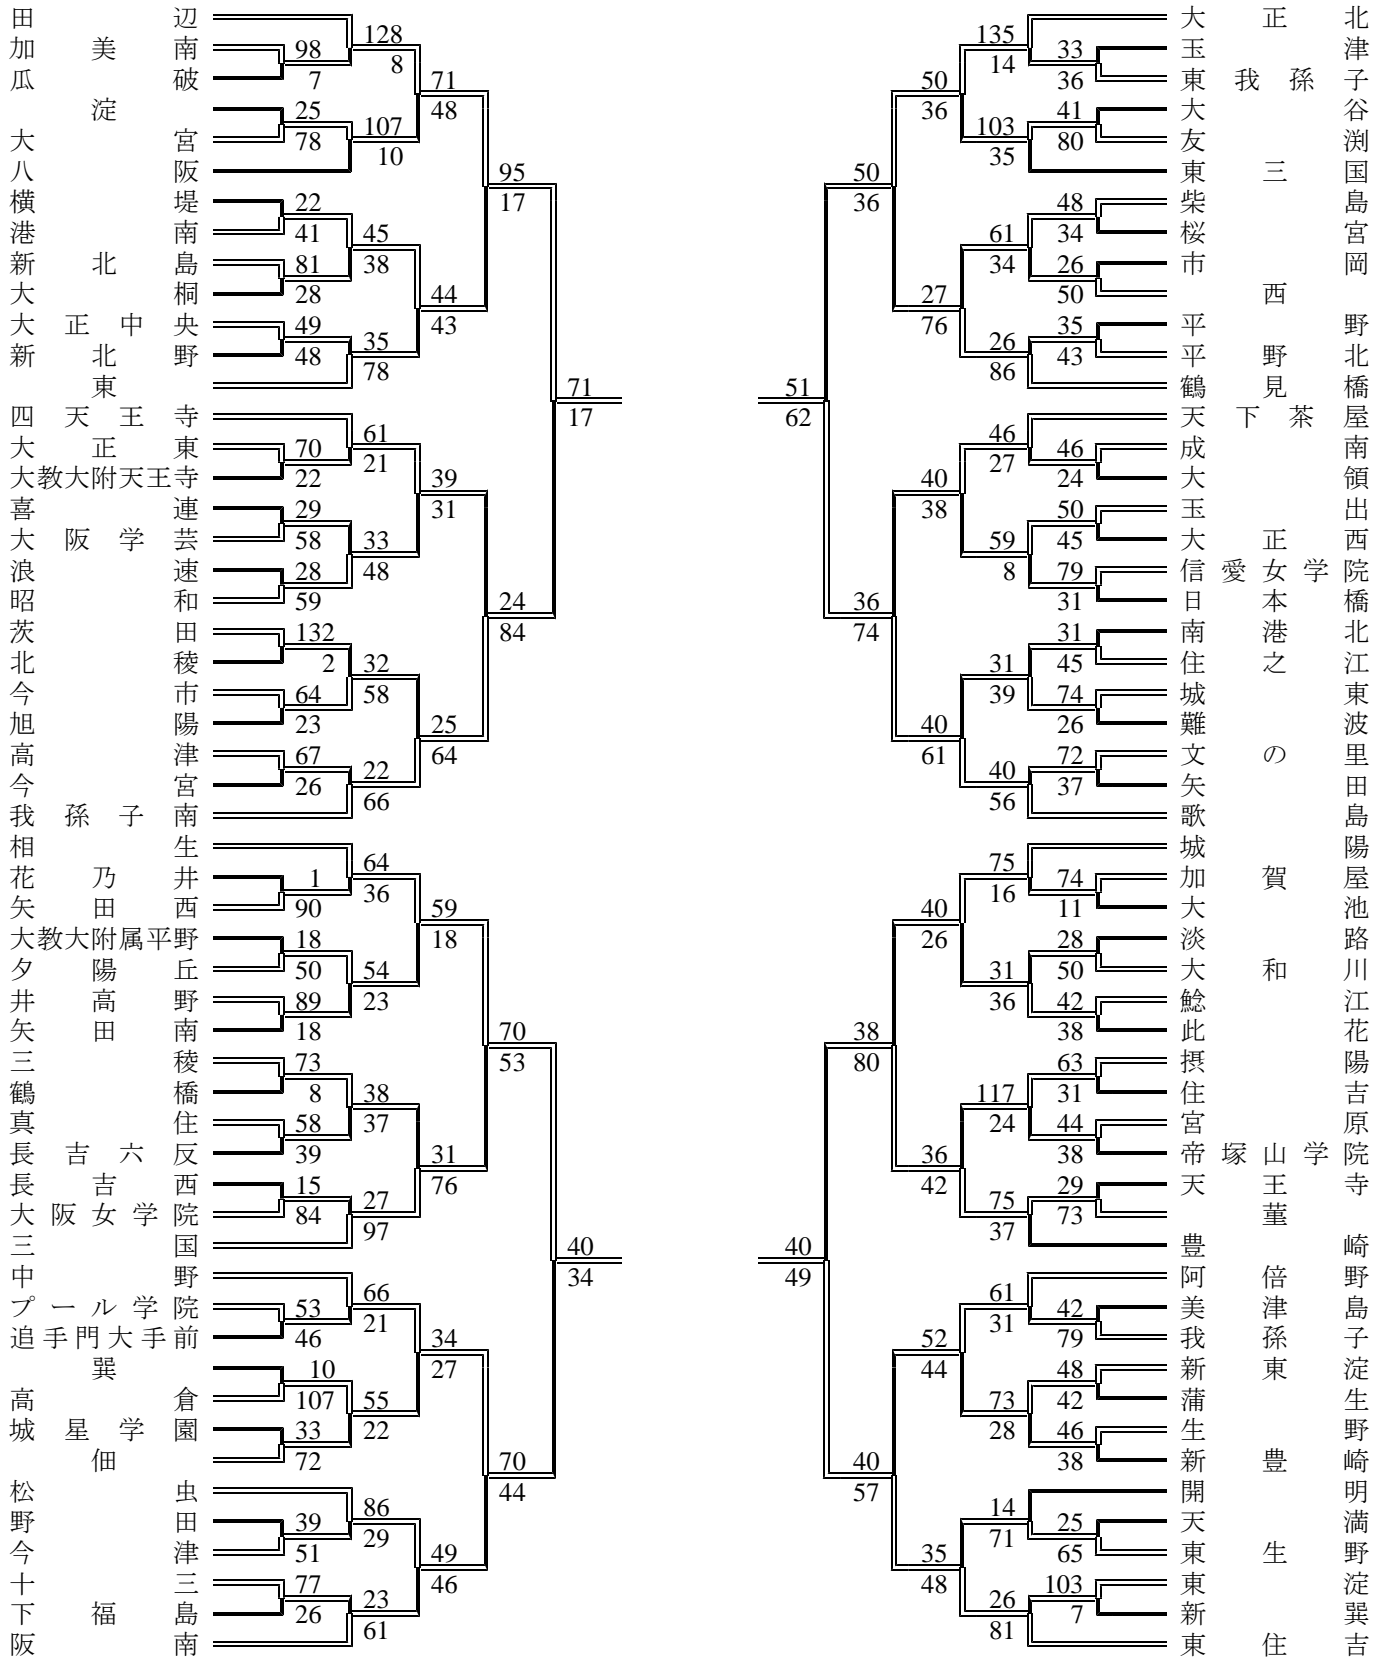 田辺
加美南
瓜破
淀
大宮
八阪
横堤
港南
新北島
大桐
大正中央
新北野
東
四天王寺
大正東
大教大附天王寺
喜連
大阪学芸
浪速
昭和
茨田
北稜
今市
旭陽
高津
今宮
我孫子南
相生
花乃井
矢田西
大教大附属平野
夕陽丘
井高野
矢田南
三稜
鶴橋
真住
長吉六反
長吉西
大阪女学院
三国
中野
プール学院
追手門大手前
巽
高倉
城星学園
佃
松虫
野田
今津
十三
下福島
阪南
98
7
25
78
22
41
81
28
49
48
70
22
29
58
28
59
132
2
64
23
67
26
1
90
18
50
89
18
73
8
58
39
15
84
53
46
10
107
33
72
39
51
77
26
128
8
107
10
45
38
35
78
61
21
33
48
32
58
22
66
64
36
54
23
38
37
27
97
66
21
55
22
86
29
23
61
71
48
44
43
39
31
25
64
59
18
31
76
34
27
49
46
95
17
24
84
70
53
70
44
71
17
40
34
51
62
40
49
50
36
36
74
38
80
40
57
50
36
27
76
40
38
40
61
40
26
36
42
52
44
35
48
135
14
103
35
61
34
26
86
46
27
59
8
31
39
40
56
75
16
31
36
117
24
75
37
61
31
73
28
14
71
26
81
33
36
41
80
48
34
26
50
35
43
46
24
50
45
79
31
31
45
74
26
72
37
74
11
28
50
42
38
63
31
44
38
29
73
42
79
48
42
46
38
25
65
103
7
大正北
玉津
東我孫子
大谷
友渕
東三国
柴島
桜宮
市岡
西
平野
平野北
鶴見橋
天下茶屋
成南
大領
玉出
大正西
信愛女学院
日本橋
南港北
住之江
城東
難波
文の里
矢田
歌島
城陽
加賀屋
大池
淡路
大和川
鯰江
此花
摂陽
住吉
宮原
帝塚山学院
天王寺
菫
豊崎
阿倍野
美津島
我孫子
新東淀
蒲生
生野
新豊崎
開明
天満
東生野
東淀
新巽
東住吉